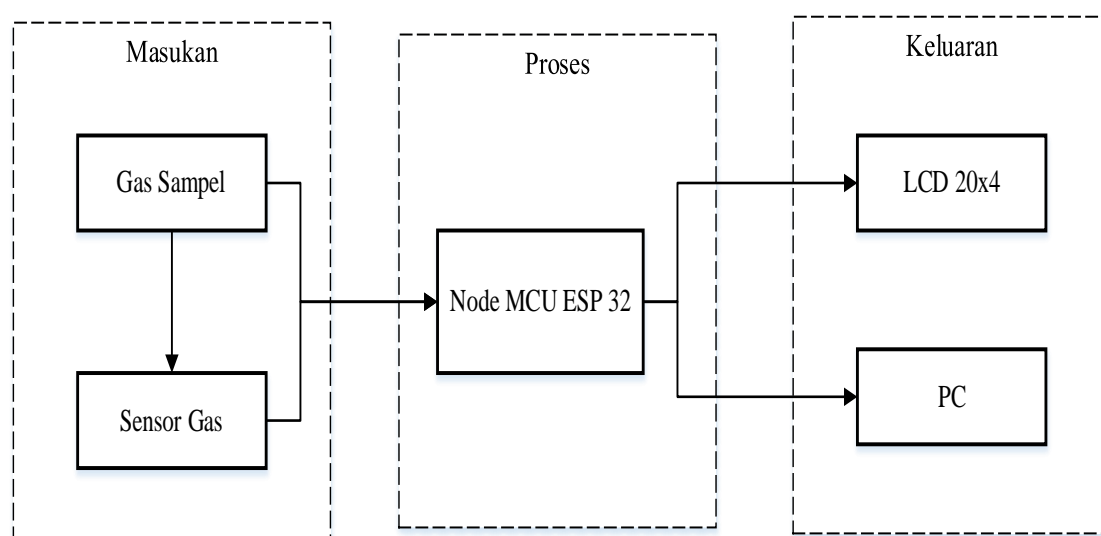 Masukan
Gas Sampel
Sensor Gas
Proses
Node MCU ESP 32
Keluaran
LCD 20x4
PC